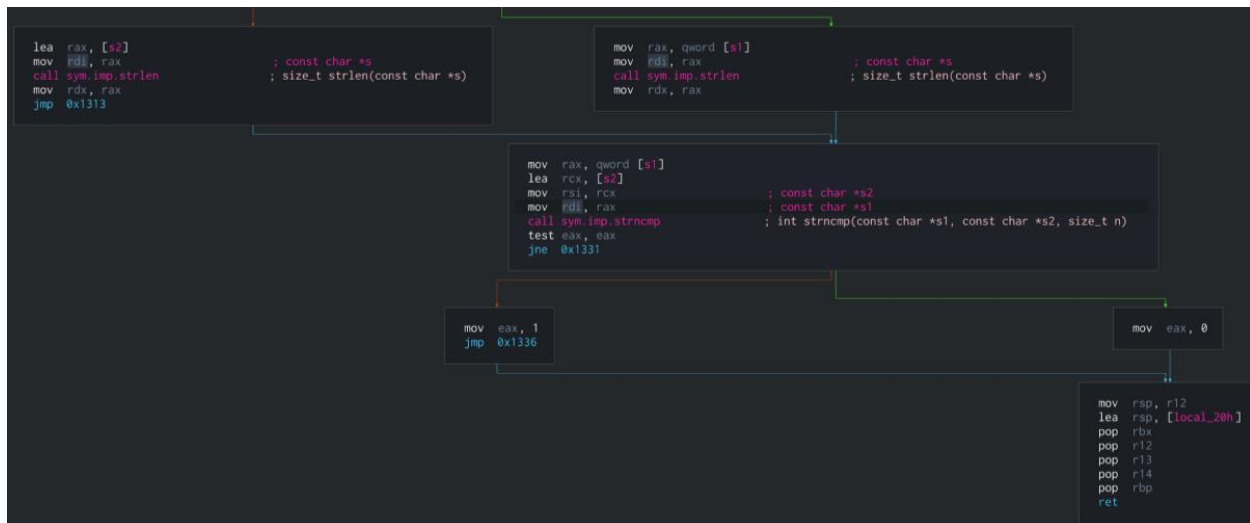 lea rax, [s2]
mov rdi, rax ; const char *s
call sym.imp.strlen ; size_t strlen(const char *s)
mov rdx, rax
jmp 0x1313
mov rax, qword [s1]
mov rdi, rax ; const char *s
call sym.imp.strlen ; size_t strlen(const char *s)
mov rdx, rax
mov rax, qword [s1]
lea rcx, [s2]
mov rsi, rcx ; const char *s2
mov rdi, rax ; const char *s1
call sym.imp.strncmp ; int strncmp(const char *s1, const char *s2, size_t n)
test eax, eax
jne 0x1331
mov eax, 1
jmp 0x1336
mov eax, 0
mov rsp, r12
lea rsp, [local_20h]
pop rbx
pop r12
pop r13
pop r14
pop rbp
ret